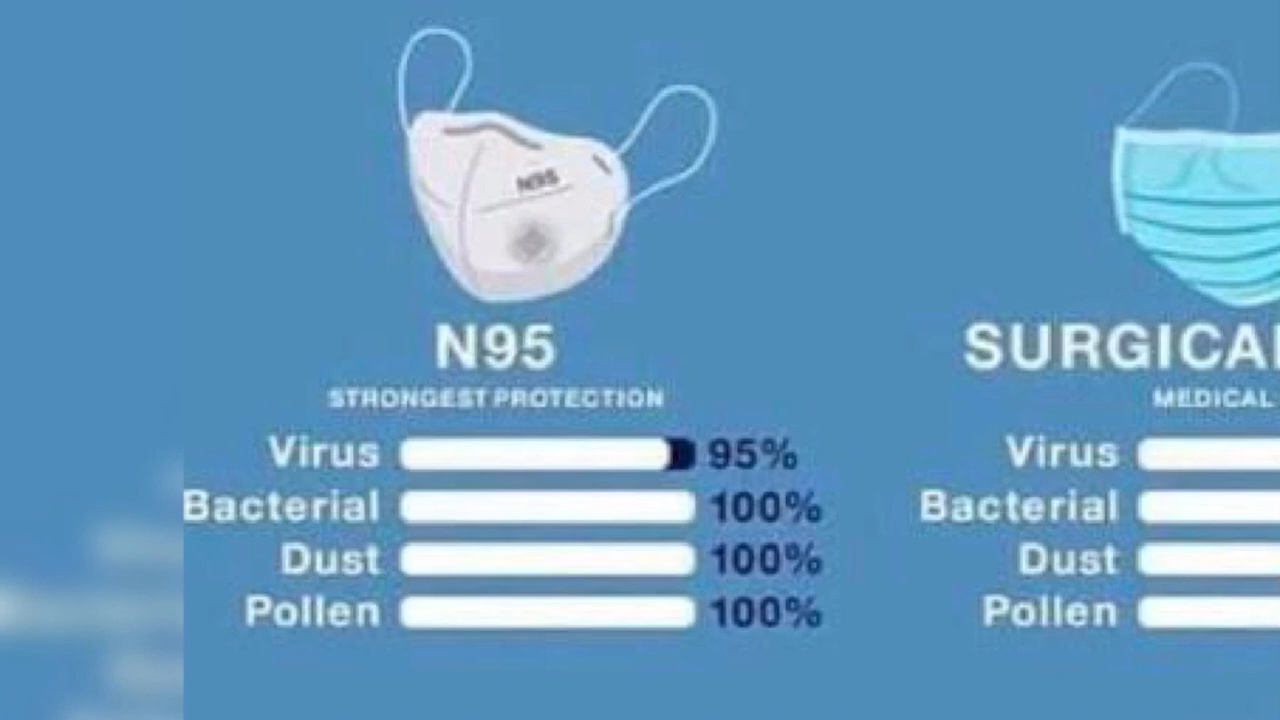 N95
N95
STRONGEST PROTECTION
Virus 95%
Bacterial 100%
Dust 100%
Pollen 100%
SURGICAL
MEDICAL
Virus
Bacterial
Dust
Pollen